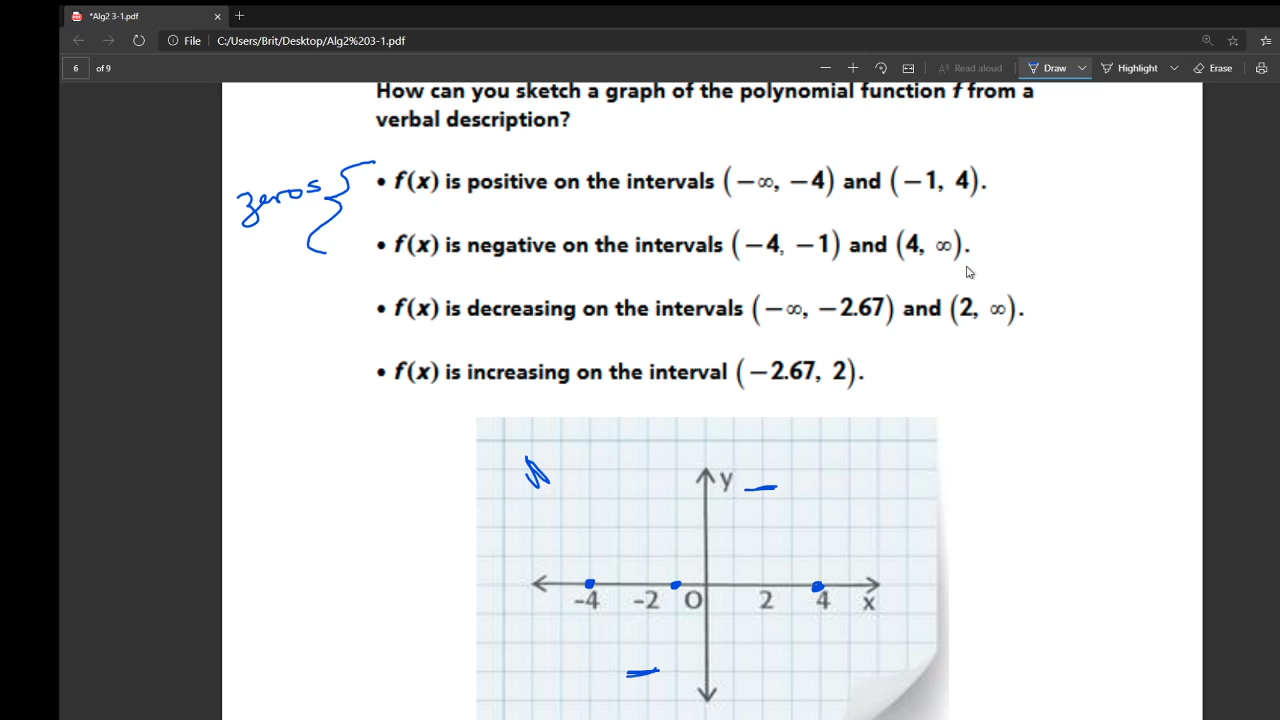 *Alg2 3-1.pdf
File C:/Users/Brit/Desktop/Alg2%203-1.pdf
6 of 9 Read aloud Draw Highlight Erase
How can you sketch a graph of the polynomial function f from a
verbal description?
zeros
• f(x) is positive on the intervals (−∞, −4) and (−1, 4).
• f(x) is negative on the intervals (−4, −1) and (4, ∞).
• f(x) is decreasing on the intervals (−∞, −2.67) and (2, ∞).
• f(x) is increasing on the interval (−2.67, 2).
y
-4 -2 O 2 4 x